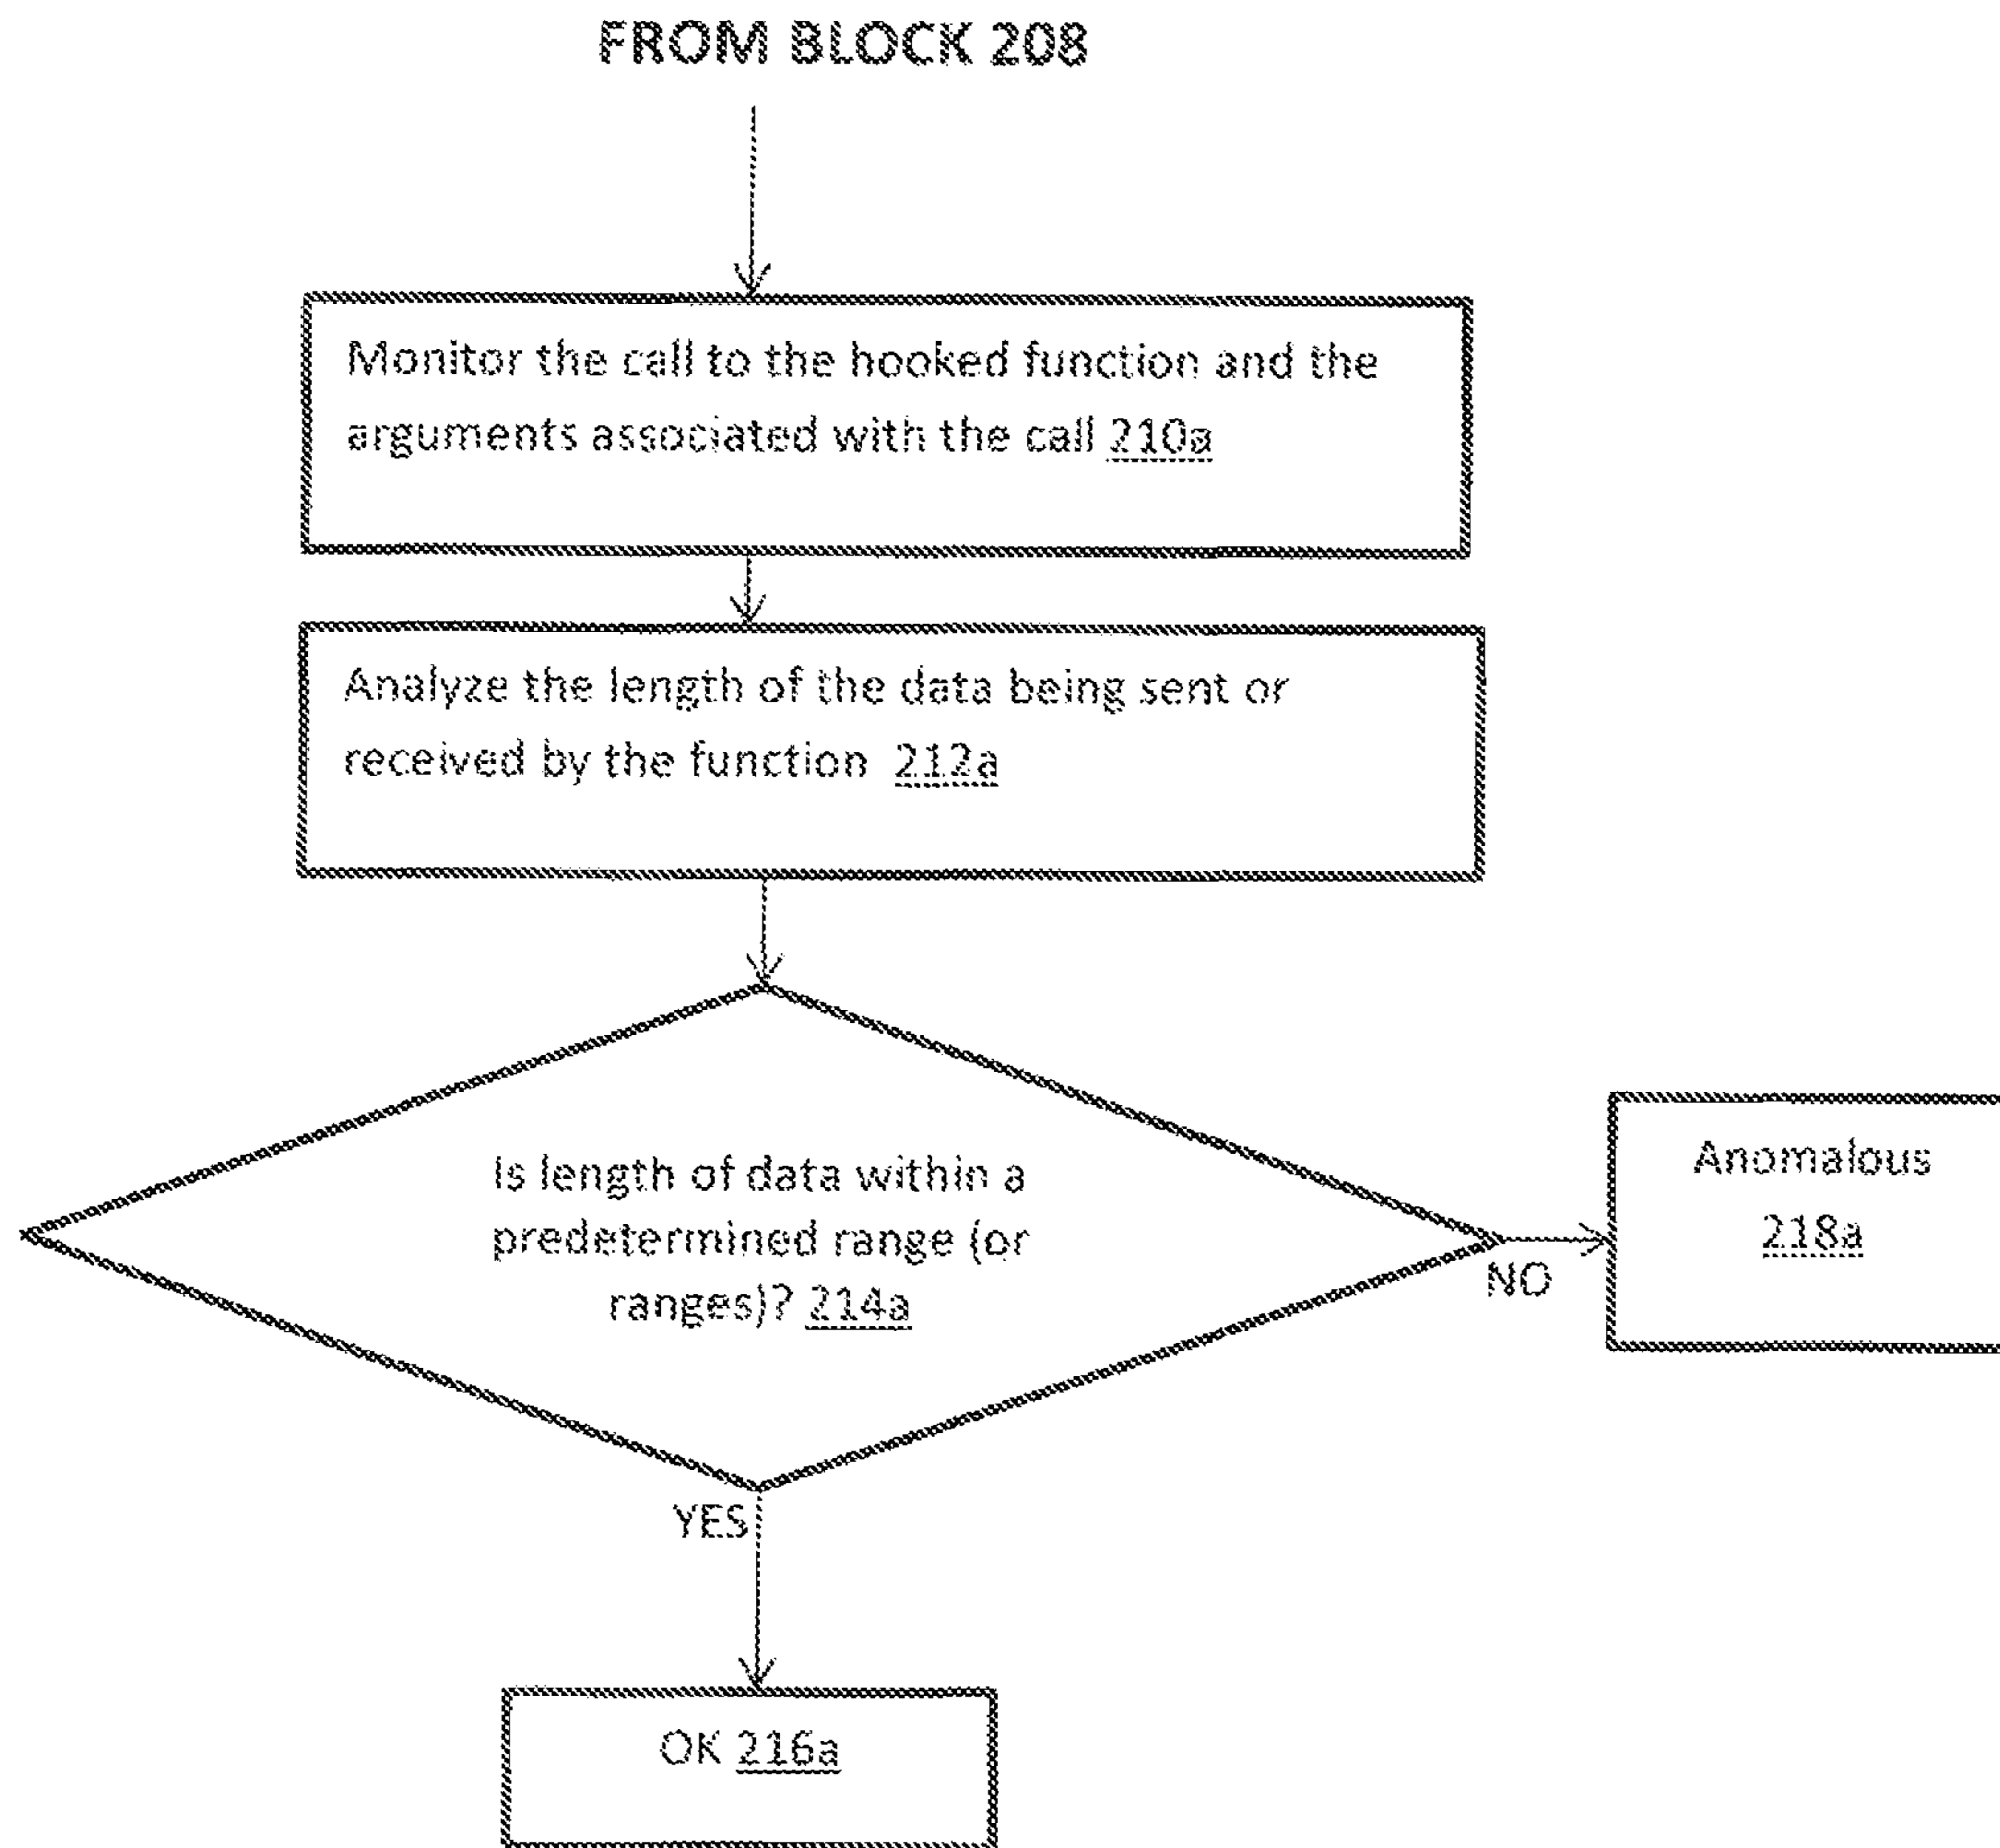 FROM BLOCK 208
Monitor the call to the hooked function and the
arguments associated with the call 210a
Analyze the length of the data being sent or
received by the function 212a
Is length of data within a
predetermined range (or
ranges)? 214a
Anomalous
218a
NO
YES
OK 216a